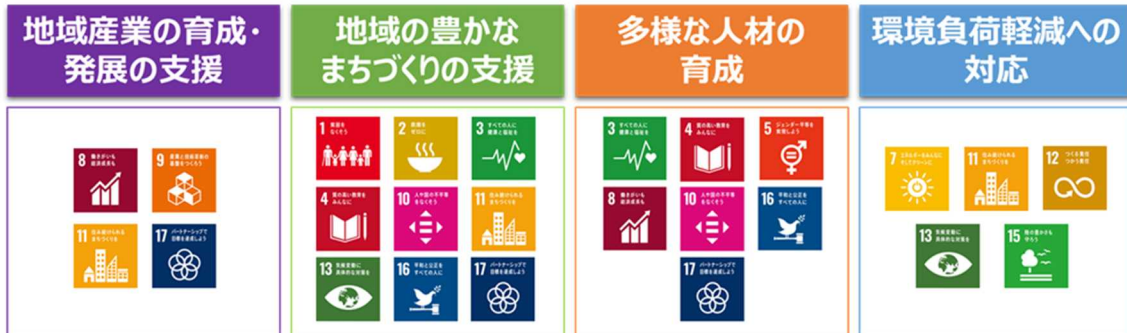 地域産業の育成・
発展の支援
地域の豊かな
まちづくりの支援
多様な人材の
育成
環境負荷軽減への
対応
8 働きがいも
経済成長も
9 産業と技術革新の
基盤をつくろう
11 住み続けられる
まちづくりを
17 パートナーシップで
目標を達成しよう
1 貧困を
なくそう
2 飢餓を
ゼロに
3 すべての人に
健康と福祉を
4 質の高い教育を
みんなに
10 人や国の不平等
をなくそう
11 住み続けられる
まちづくりを
13 気候変動に
具体的な対策を
16 平和と公正を
すべての人に
17 パートナーシップで
目標を達成しよう
3 すべての人に
健康と福祉を
4 質の高い教育を
みんなに
5 ジェンダー平等を
実現しよう
8 働きがいも
経済成長も
10 人や国の不平等
をなくそう
16 平和と公正を
すべての人に
17 パートナーシップで
目標を達成しよう
7 エネルギーをみんなに
そしてクリーンに
11 住み続けられる
まちづくりを
12 つくる責任
つかう責任
13 気候変動に
具体的な対策を
15 陸の豊かさも
守ろう